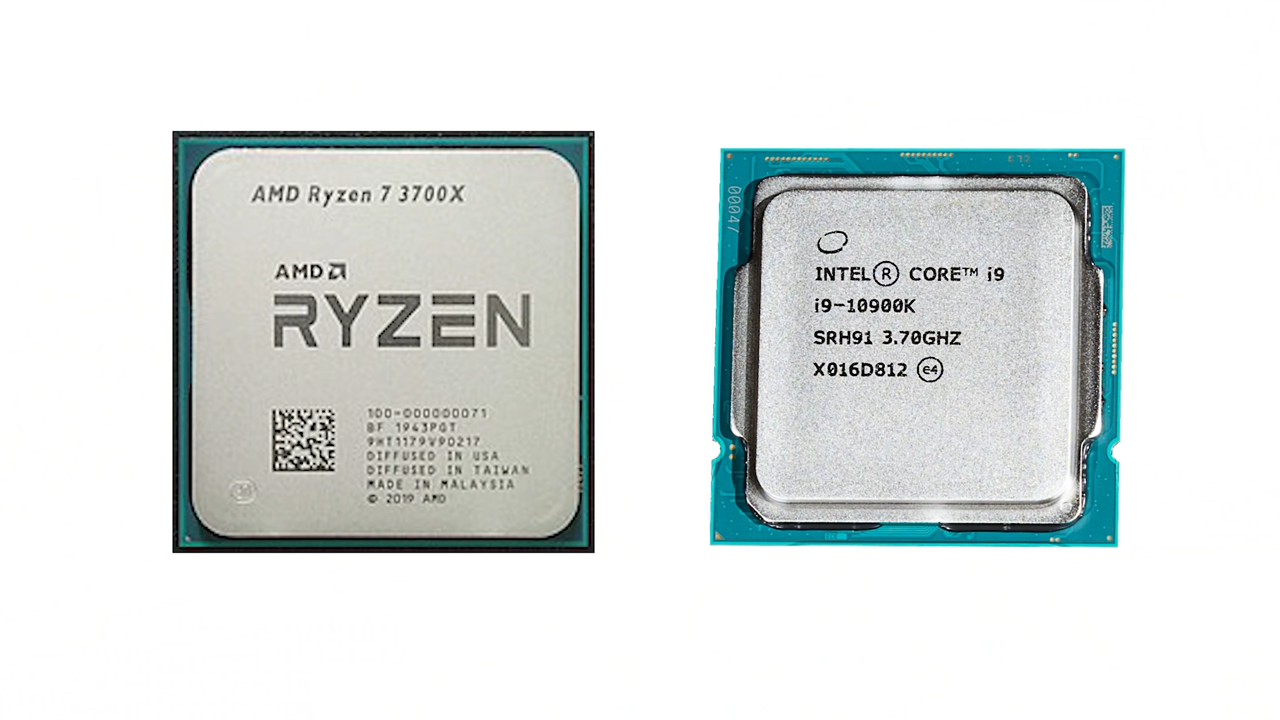 AMD Ryzen 7 3700X
AMD
RYZEN
100-000000071
BF 1943PGT
9HT1179V90217
DIFFUSED IN USA
DIFFUSED IN TAIWAN
MADE IN MALAYSIA
© 2019 AMD
00047
INTEL® CORE™ i9
i9-10900K
SRH91 3.70GHZ
X016D812 e4